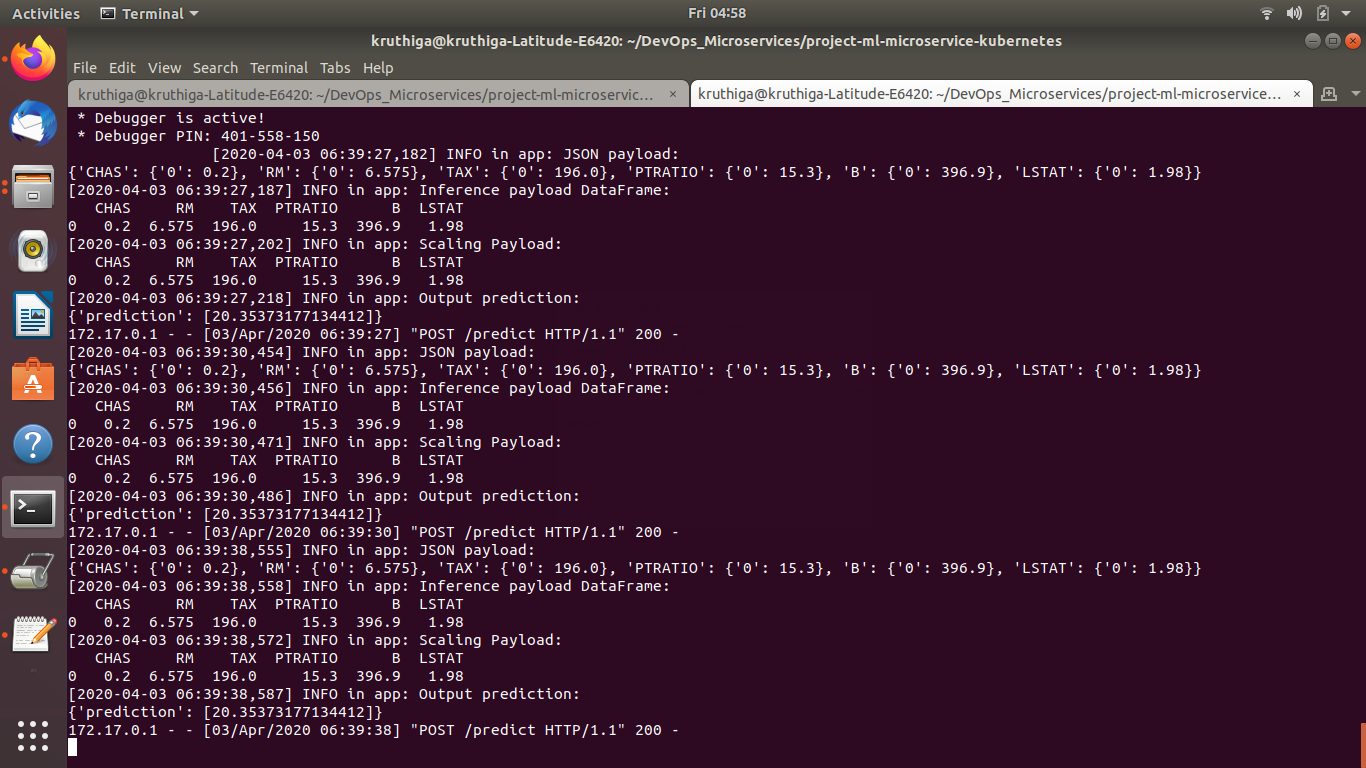 Activities Terminal Fri 04:58
kruthiga@kruthiga-Latitude-E6420: ~/DevOps_Microservices/project-ml-microservice-kubernetes
File Edit View Search Terminal Tabs Help
kruthiga@kruthiga-Latitude-E6420: ~/DevOps_Microservices/project-ml-microservic... × kruthiga@kruthiga-Latitude-E6420: ~/DevOps_Microservices/project-ml-microservice... ×
* Debugger is active!
* Debugger PIN: 401-558-150
[2020-04-03 06:39:27,182] INFO in app: JSON payload:
{'CHAS': {'0': 0.2}, 'RM': {'0': 6.575}, 'TAX': {'0': 196.0}, 'PTRATIO': {'0': 15.3}, 'B': {'0': 396.9}, 'LSTAT': {'0': 1.98}}
[2020-04-03 06:39:27,187] INFO in app: Inference payload DataFrame:
CHAS RM TAX PTRATIO B LSTAT
0 0.2 6.575 196.0 15.3 396.9 1.98
[2020-04-03 06:39:27,202] INFO in app: Scaling Payload:
CHAS RM TAX PTRATIO B LSTAT
0 0.2 6.575 196.0 15.3 396.9 1.98
[2020-04-03 06:39:27,218] INFO in app: Output prediction:
{'prediction': [20.35373177134412]}
172.17.0.1 - - [03/Apr/2020 06:39:27] "POST /predict HTTP/1.1" 200 -
[2020-04-03 06:39:30,454] INFO in app: JSON payload:
{'CHAS': {'0': 0.2}, 'RM': {'0': 6.575}, 'TAX': {'0': 196.0}, 'PTRATIO': {'0': 15.3}, 'B': {'0': 396.9}, 'LSTAT': {'0': 1.98}}
[2020-04-03 06:39:30,456] INFO in app: Inference payload DataFrame:
CHAS RM TAX PTRATIO B LSTAT
0 0.2 6.575 196.0 15.3 396.9 1.98
[2020-04-03 06:39:30,471] INFO in app: Scaling Payload:
CHAS RM TAX PTRATIO B LSTAT
0 0.2 6.575 196.0 15.3 396.9 1.98
[2020-04-03 06:39:30,486] INFO in app: Output prediction:
{'prediction': [20.35373177134412]}
172.17.0.1 - - [03/Apr/2020 06:39:30] "POST /predict HTTP/1.1" 200 -
[2020-04-03 06:39:38,555] INFO in app: JSON payload:
{'CHAS': {'0': 0.2}, 'RM': {'0': 6.575}, 'TAX': {'0': 196.0}, 'PTRATIO': {'0': 15.3}, 'B': {'0': 396.9}, 'LSTAT': {'0': 1.98}}
[2020-04-03 06:39:38,558] INFO in app: Inference payload DataFrame:
CHAS RM TAX PTRATIO B LSTAT
0 0.2 6.575 196.0 15.3 396.9 1.98
[2020-04-03 06:39:38,572] INFO in app: Scaling Payload:
CHAS RM TAX PTRATIO B LSTAT
0 0.2 6.575 196.0 15.3 396.9 1.98
[2020-04-03 06:39:38,587] INFO in app: Output prediction:
{'prediction': [20.35373177134412]}
172.17.0.1 - - [03/Apr/2020 06:39:38] "POST /predict HTTP/1.1" 200 -